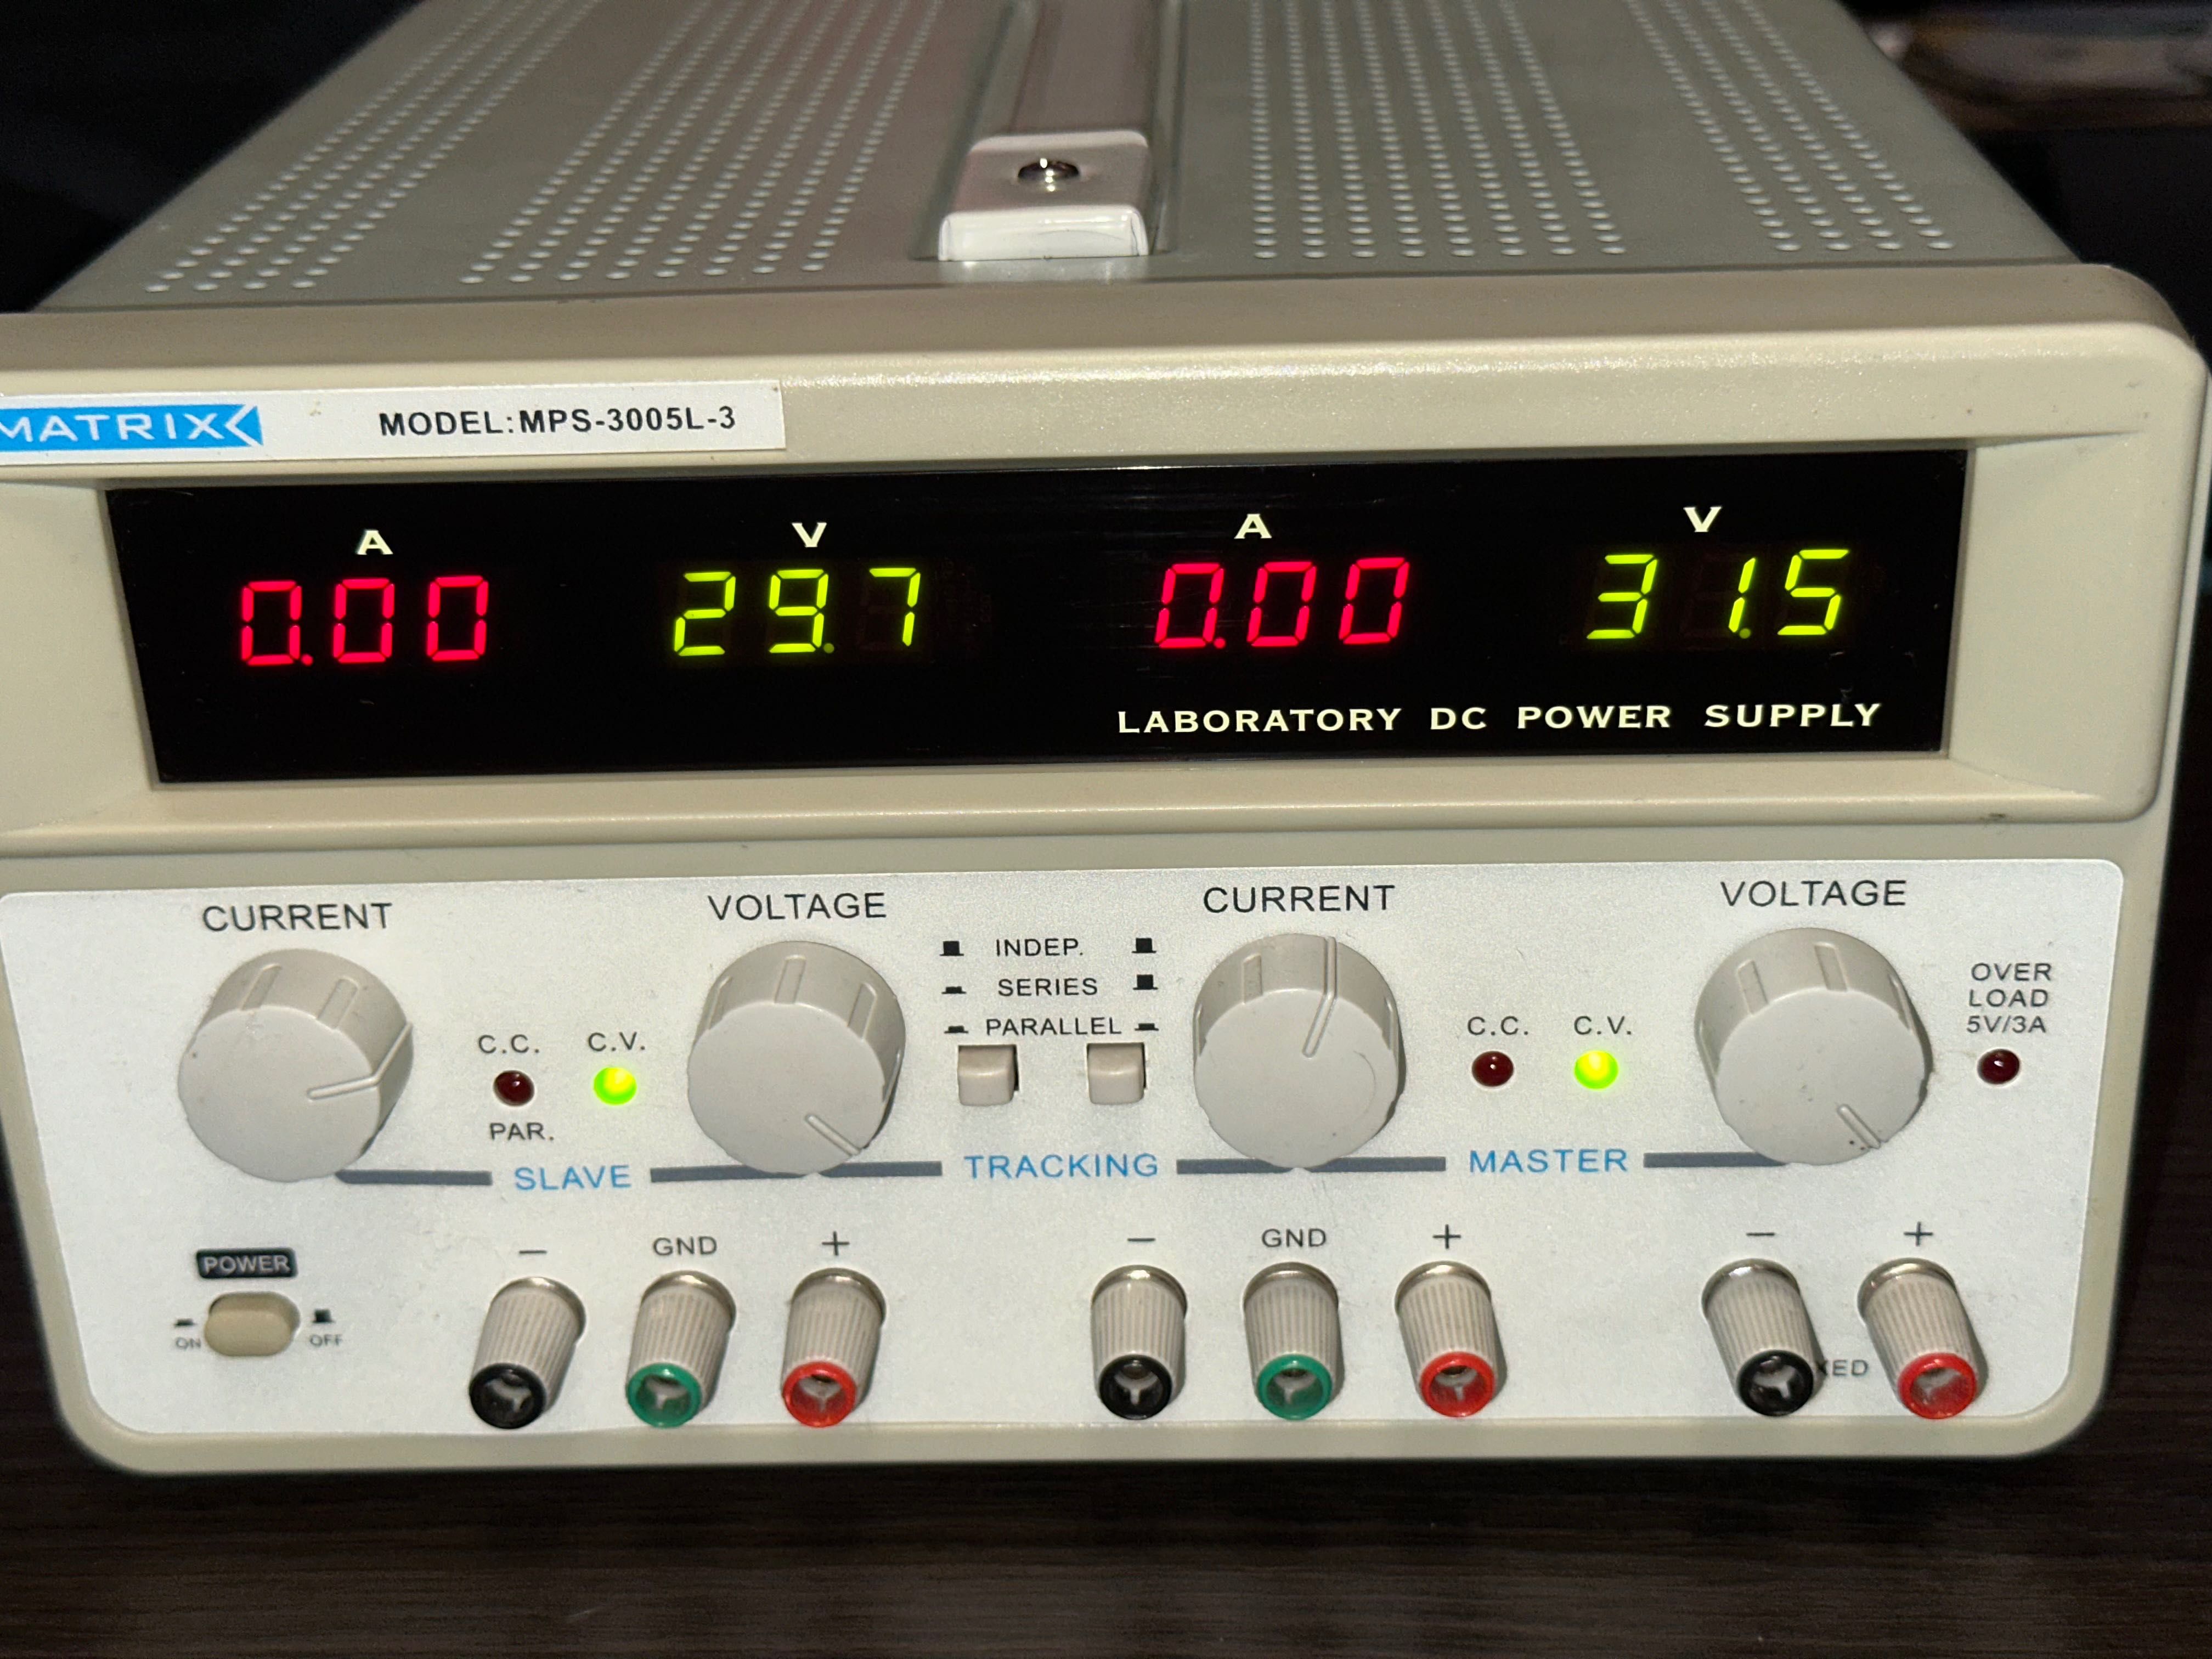 MATRIX MODEL:MPS-3005L-3
A V A V
0.00 29.7 0.00 31.5
LABORATORY DC POWER SUPPLY
CURRENT VOLTAGE CURRENT VOLTAGE
INDEP.
SERIES
PARALLEL
C.C. C.V.
PAR.
C.C. C.V.
OVER
LOAD
5V/3A
SLAVE TRACKING MASTER
POWER
ON OFF
− GND +
− GND +
− +